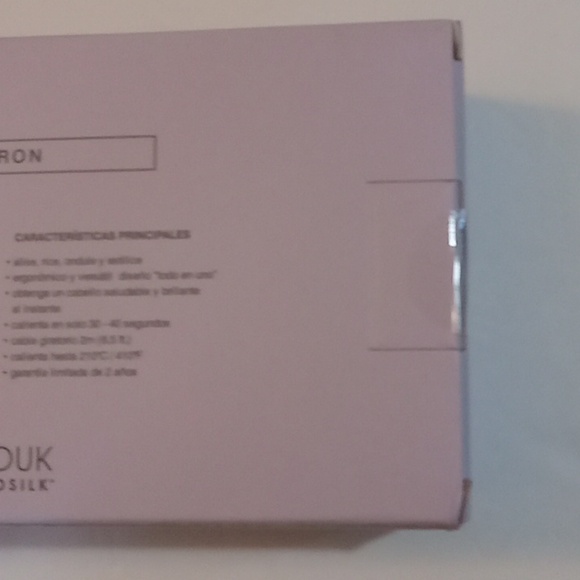 RON
CARACTERÍSTICAS PRINCIPALES
• alisa, riza, ondula y estiliza
• ergonómico y versátil diseño "todo en uno"
• obtenga un cabello saludable y brillante
al instante
• calienta en sólo 30 - 40 segundos
• cable giratorio 2m (6,5 ft.)
• calienta hasta 210°C / 410°F
• garantía limitada de 2 años
OUK
OSILK™